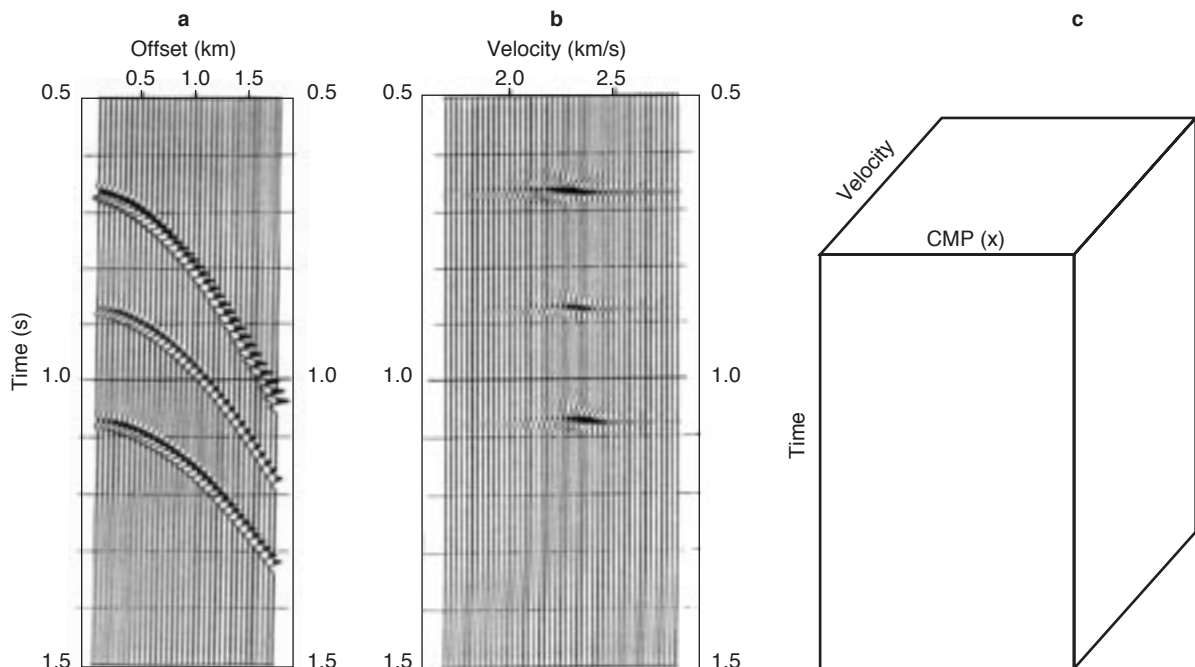 a
Offset (km)
0.5 1.0 1.5
0.5 0.5
Time (s)
1.0 1.0
1.5 1.5
b
Velocity (km/s)
2.0 2.5
0.5 0.5
1.0 1.0
1.5 1.5
c
Velocity
CMP (x)
Time